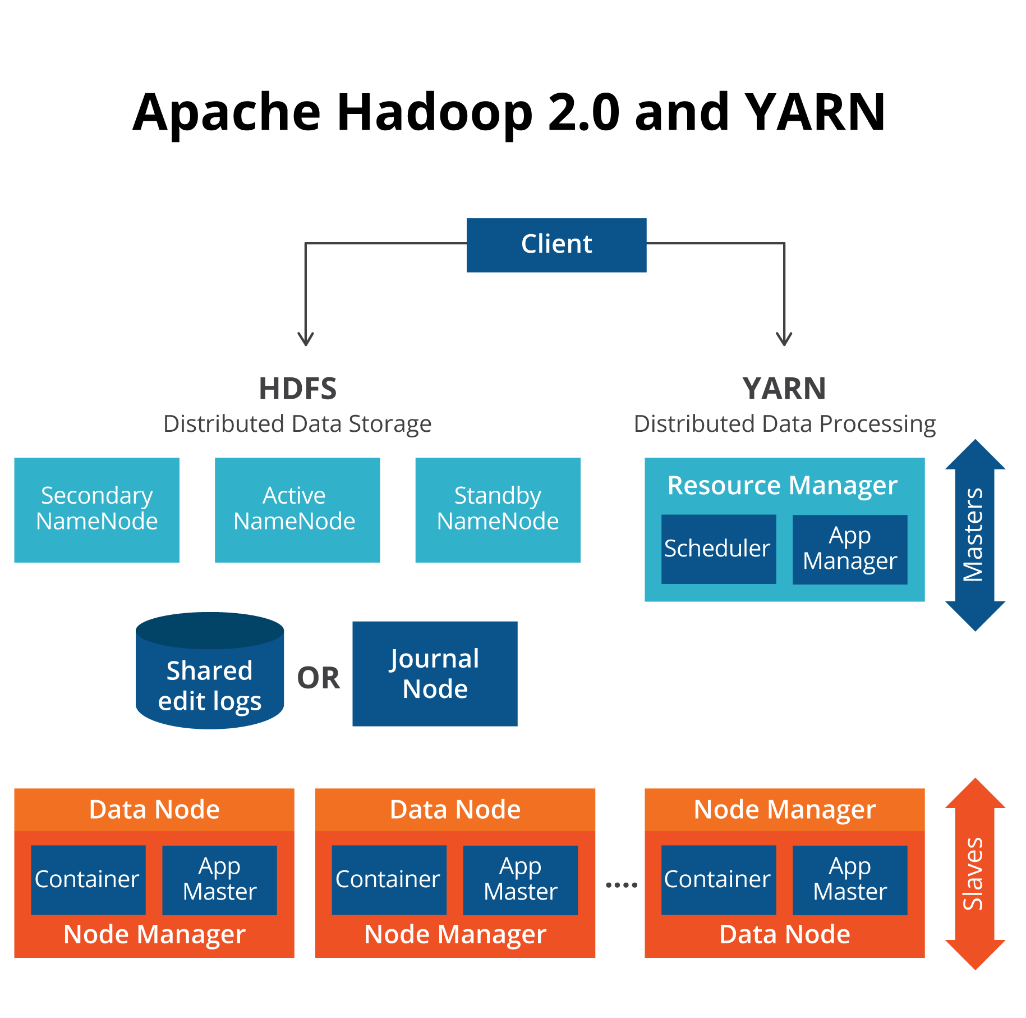 Apache Hadoop 2.0 and YARN
Client
HDFS
Distributed Data Storage
YARN
Distributed Data Processing
Secondary
NameNode
Active
NameNode
Standby
NameNode
Resource Manager
Scheduler
App
Manager
Masters
Shared
edit logs
OR
Journal
Node
Data Node
Container
App
Master
Node Manager
Data Node
Container
App
Master
Node Manager
....
Node Manager
Container
App
Master
Data Node
Slaves